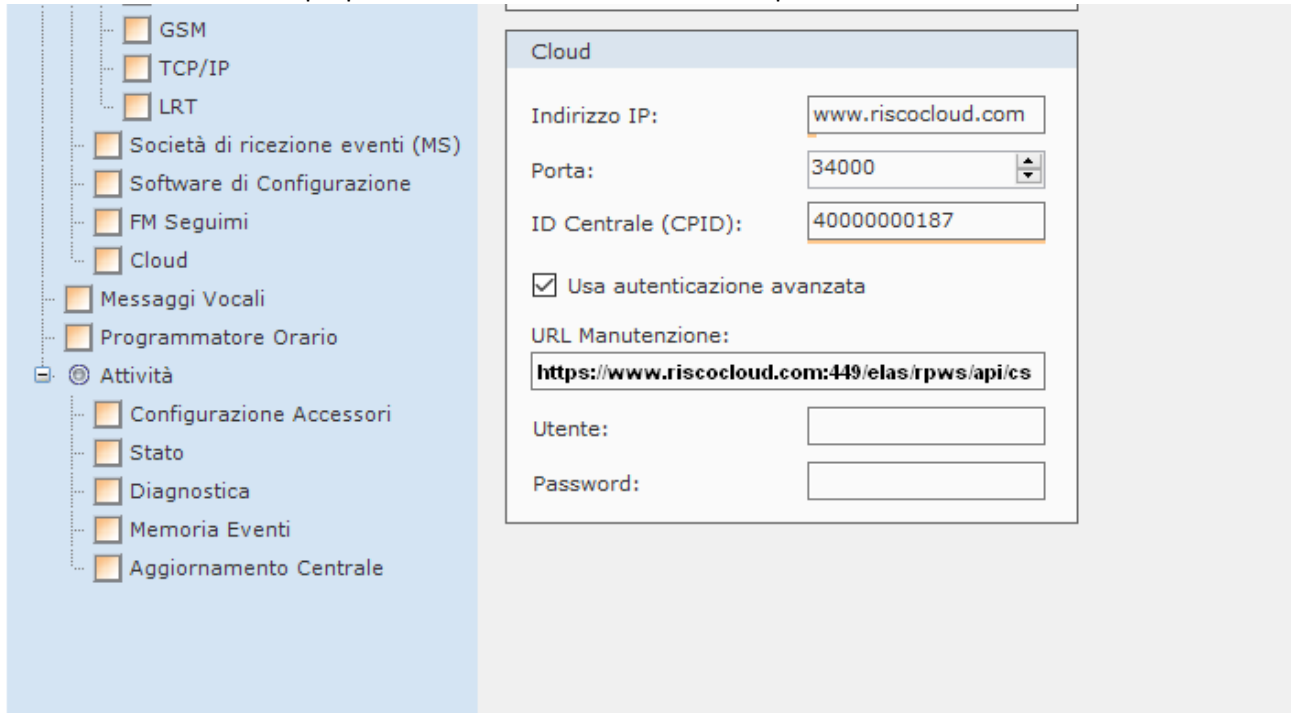 GSM
TCP/IP
LRT
Società di ricezione eventi (MS)
Software di Configurazione
FM Seguimi
Cloud
Messaggi Vocali
Programmatore Orario
Attività
Configurazione Accessori
Stato
Diagnostica
Memoria Eventi
Aggiornamento Centrale
Cloud
Indirizzo IP: www.riscocloud.com
Porta: 34000
ID Centrale (CPID): 40000000187
Usa autenticazione avanzata
URL Manutenzione:
https://www.riscocloud.com:449/elas/rpws/api/cs
Utente:
Password: